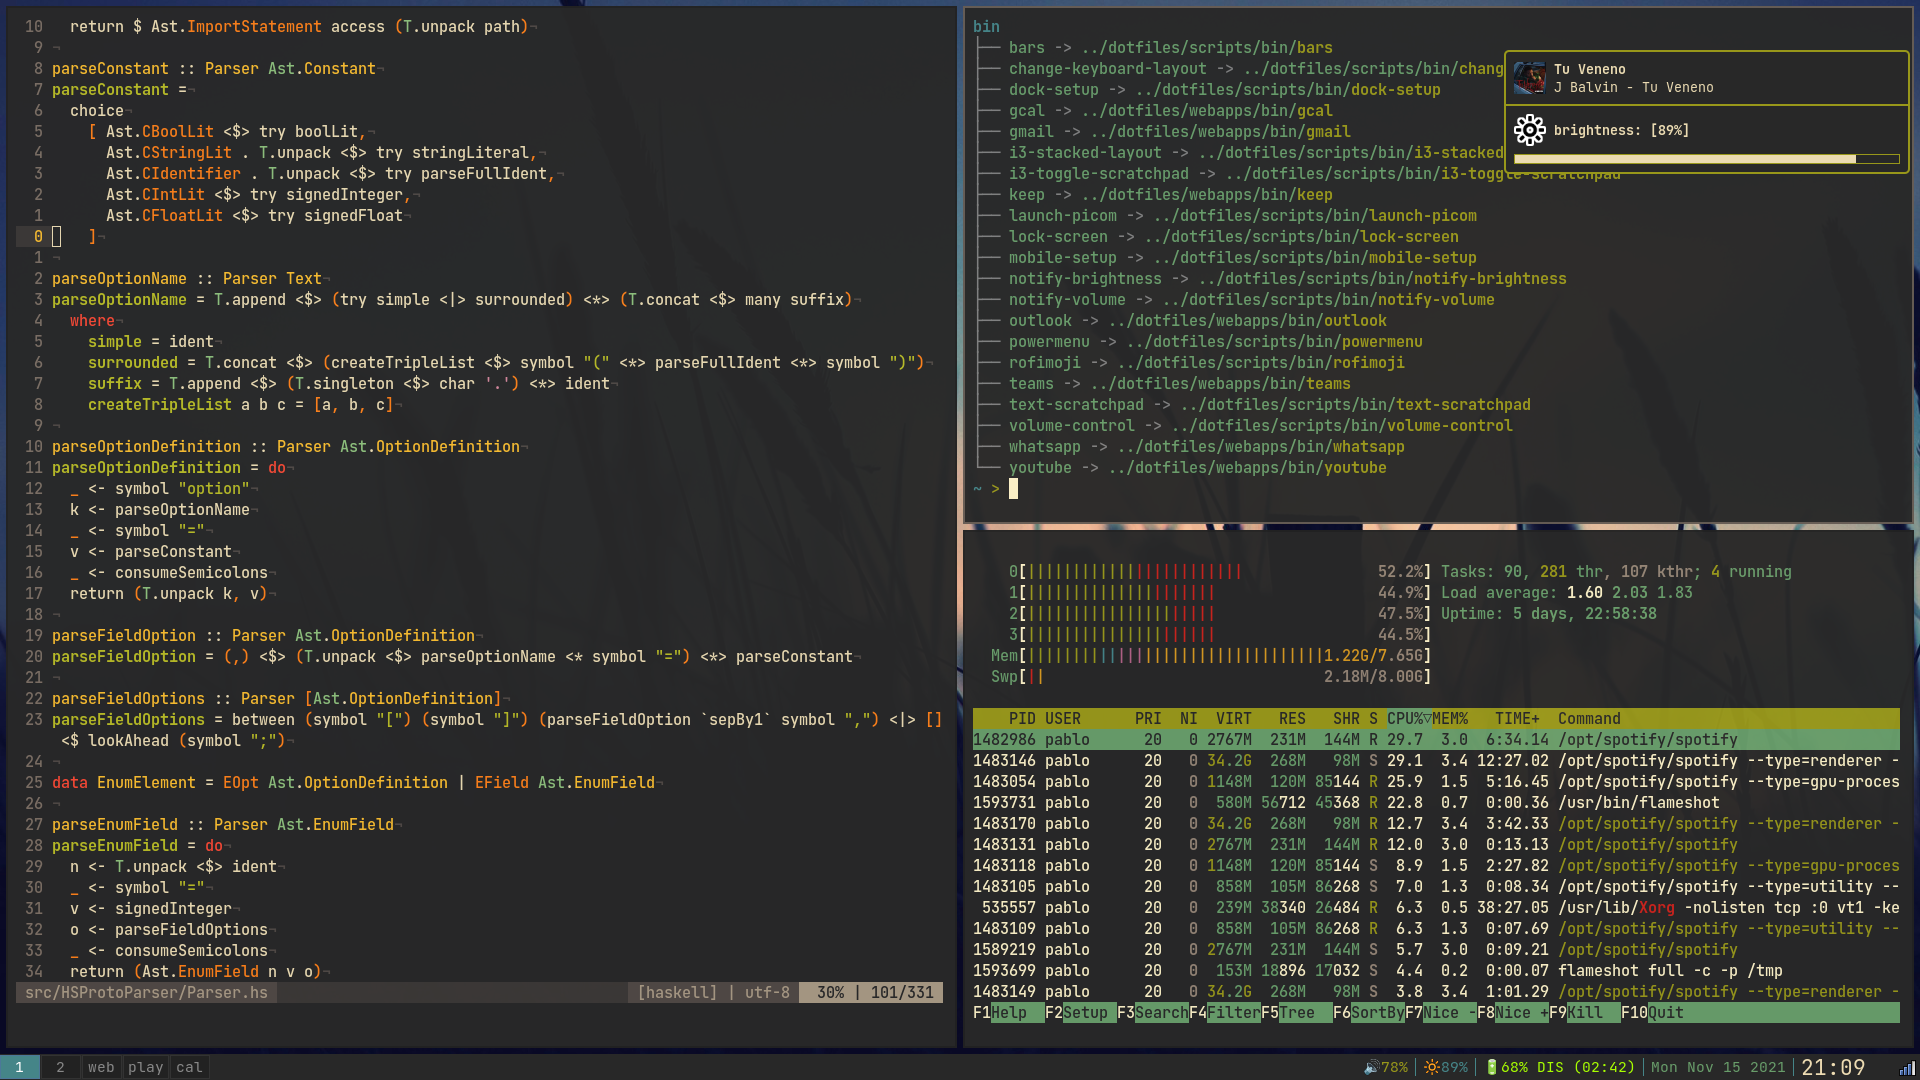 10   return $ Ast.ImportStatement access (T.unpack path)¬
9 ¬
8 parseConstant :: Parser Ast.Constant¬
7 parseConstant =¬
6   choice¬
5     [ Ast.CBoolLit <$> try boolLit,¬
4       Ast.CStringLit . T.unpack <$> try stringLiteral,¬
3       Ast.CIdentifier . T.unpack <$> try parseFullIdent,¬
2       Ast.CIntLit <$> try signedInteger,¬
1       Ast.CFloatLit <$> try signedFloat¬
0     ]¬
1 ¬
2 parseOptionName :: Parser Text¬
3 parseOptionName = T.append <$> (try simple <|> surrounded) <*> (T.concat <$> many suffix)¬
4   where¬
5     simple = ident¬
6     surrounded = T.concat <$> (createTripleList <$> symbol "(" <*> parseFullIdent <*> symbol ")")¬
7     suffix = T.append <$> (T.singleton <$> char '.') <*> ident¬
8     createTripleList a b c = [a, b, c]¬
9 ¬
10 parseOptionDefinition :: Parser Ast.OptionDefinition¬
11 parseOptionDefinition = do¬
12   _ <- symbol "option"¬
13   k <- parseOptionName¬
14   _ <- symbol "="¬
15   v <- parseConstant¬
16   _ <- consumeSemicolons¬
17   return (T.unpack k, v)¬
18 ¬
19 parseFieldOption :: Parser Ast.OptionDefinition¬
20 parseFieldOption = (,) <$> (T.unpack <$> parseOptionName <* symbol "=") <*> parseConstant¬
21 ¬
22 parseFieldOptions :: Parser [Ast.OptionDefinition]¬
23 parseFieldOptions = between (symbol "[") (symbol "]") (parseFieldOption `sepBy1` symbol ",") <|> []
<$ lookAhead (symbol ";")¬
24 ¬
25 data EnumElement = EOpt Ast.OptionDefinition | EField Ast.EnumField¬
26 ¬
27 parseEnumField :: Parser Ast.EnumField¬
28 parseEnumField = do¬
29   n <- T.unpack <$> ident¬
30   _ <- symbol "="¬
31   v <- signedInteger¬
32   o <- parseFieldOptions¬
33   _ <- consumeSemicolons¬
34   return (Ast.EnumField n v o)¬
src/HSProtoParser/Parser.hs [haskell] | utf-8 30% | 101/331
bin
├── bars -> ../dotfiles/scripts/bin/bars
├── change-keyboard-layout -> ../dotfiles/scripts/bin/chang
├── dock-setup -> ../dotfiles/scripts/bin/dock-setup
├── gcal -> ../dotfiles/webapps/bin/gcal
├── gmail -> ../dotfiles/webapps/bin/gmail
├── i3-stacked-layout -> ../dotfiles/scripts/bin/i3-stacked
├── i3-toggle-scratchpad -> ../dotfiles/scripts/bin/i3-toggle-scratchpad
├── keep -> ../dotfiles/webapps/bin/keep
├── launch-picom -> ../dotfiles/scripts/bin/launch-picom
├── lock-screen -> ../dotfiles/scripts/bin/lock-screen
├── mobile-setup -> ../dotfiles/scripts/bin/mobile-setup
├── notify-brightness -> ../dotfiles/scripts/bin/notify-brightness
├── notify-volume -> ../dotfiles/scripts/bin/notify-volume
├── outlook -> ../dotfiles/webapps/bin/outlook
├── powermenu -> ../dotfiles/scripts/bin/powermenu
├── rofimoji -> ../dotfiles/scripts/bin/rofimoji
├── teams -> ../dotfiles/webapps/bin/teams
├── text-scratchpad -> ../dotfiles/scripts/bin/text-scratchpad
├── volume-control -> ../dotfiles/scripts/bin/volume-control
├── whatsapp -> ../dotfiles/webapps/bin/whatsapp
└── youtube -> ../dotfiles/webapps/bin/youtube
~ >
Tu Veneno
J Balvin - Tu Veneno
brightness: [89%]
0[|||||||||||||||||||||||| 52.2%] Tasks: 90, 281 thr, 107 kthr; 4 running
1[||||||||||||||||||||| 44.9%] Load average: 1.60 2.03 1.83
2[||||||||||||||||||||| 47.5%] Uptime: 5 days, 22:58:38
3[||||||||||||||||||||| 44.5%]
Mem[|||||||||||||||||||||||||||||||||1.22G/7.65G]
Swp[|| 2.18M/8.00G]
PID USER PRI NI VIRT RES SHR S CPU%▽MEM% TIME+ Command
1482986 pablo 20 0 2767M 231M 144M R 29.7 3.0 6:34.14 /opt/spotify/spotify
1483146 pablo 20 0 34.2G 268M 98M S 29.1 3.4 12:27.02 /opt/spotify/spotify --type=renderer -
1483054 pablo 20 0 1148M 120M 85144 R 25.9 1.5 5:16.45 /opt/spotify/spotify --type=gpu-proces
1593731 pablo 20 0 580M 56712 45368 R 22.8 0.7 0:00.36 /usr/bin/flameshot
1483170 pablo 20 0 34.2G 268M 98M R 12.7 3.4 3:42.33 /opt/spotify/spotify --type=renderer -
1483131 pablo 20 0 2767M 231M 144M R 12.0 3.0 0:13.13 /opt/spotify/spotify
1483118 pablo 20 0 1148M 120M 85144 S 8.9 1.5 2:27.82 /opt/spotify/spotify --type=gpu-proces
1483105 pablo 20 0 858M 105M 86268 S 7.0 1.3 0:08.34 /opt/spotify/spotify --type=utility --
535557 pablo 20 0 239M 38340 26484 R 6.3 0.5 38:27.05 /usr/lib/Xorg -nolisten tcp :0 vt1 -ke
1483109 pablo 20 0 858M 105M 86268 R 6.3 1.3 0:07.69 /opt/spotify/spotify --type=utility --
1589219 pablo 20 0 2767M 231M 144M S 5.7 3.0 0:09.21 /opt/spotify/spotify
1593699 pablo 20 0 153M 18896 17032 S 4.4 0.2 0:00.07 flameshot full -c -p /tmp
1483149 pablo 20 0 34.2G 268M 98M S 3.8 3.4 1:01.29 /opt/spotify/spotify --type=renderer -
F1Help F2Setup F3SearchF4FilterF5Tree F6SortByF7Nice -F8Nice +F9Kill F10Quit
1 2 web play cal 🔊78% | 🔆89% | 🔋68% DIS (02:42) | Mon Nov 15 2021 | 21:09